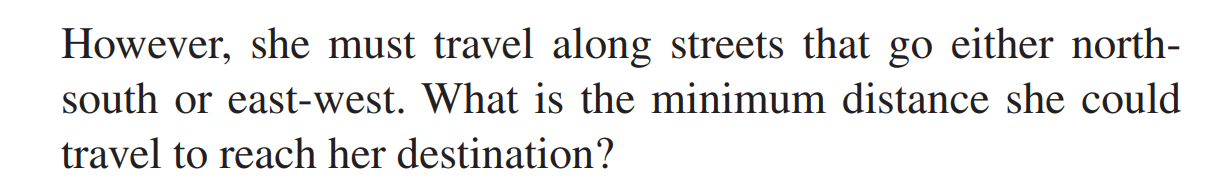 However, she must travel along streets that go either north-
south or east-west. What is the minimum distance she could
travel to reach her destination?